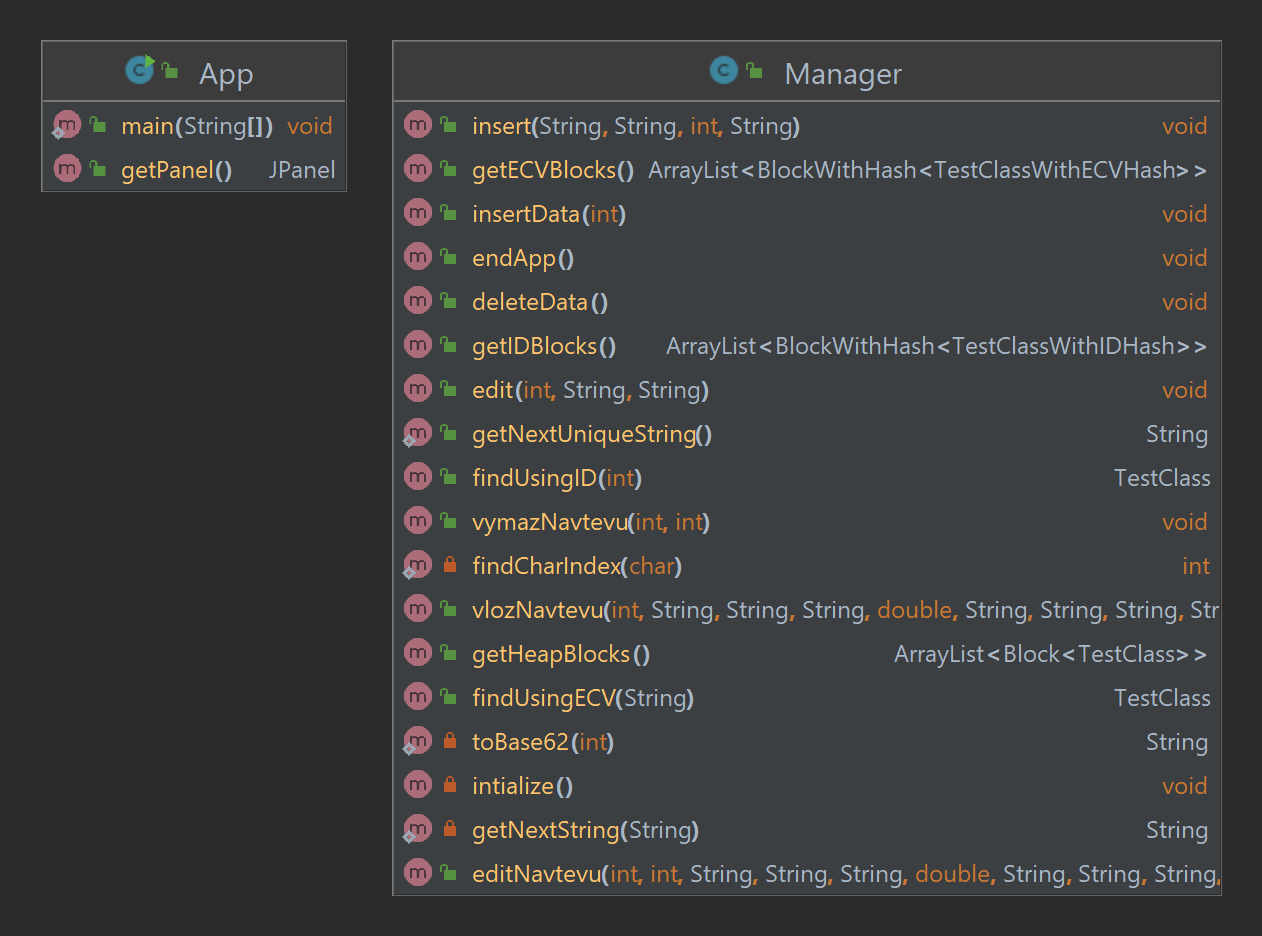 App
main(String[]) void
getPanel() JPanel
Manager
insert(String, String, int, String) void
getECVBlocks() ArrayList<BlockWithHash<TestClassWithECVHash>>
insertData(int) void
endApp() void
deleteData() void
getIDBlocks() ArrayList<BlockWithHash<TestClassWithIDHash>>
edit(int, String, String) void
getNextUniqueString() String
findUsingID(int) TestClass
vymazNavtevu(int, int) void
findCharIndex(char) int
vlozNavtevu(int, String, String, String, double, String, String, String, Str
getHeapBlocks() ArrayList<Block<TestClass>>
findUsingECV(String) TestClass
toBase62(int) String
intialize() void
getNextString(String) String
editNavtevu(int, int, String, String, String, double, String, String, String,